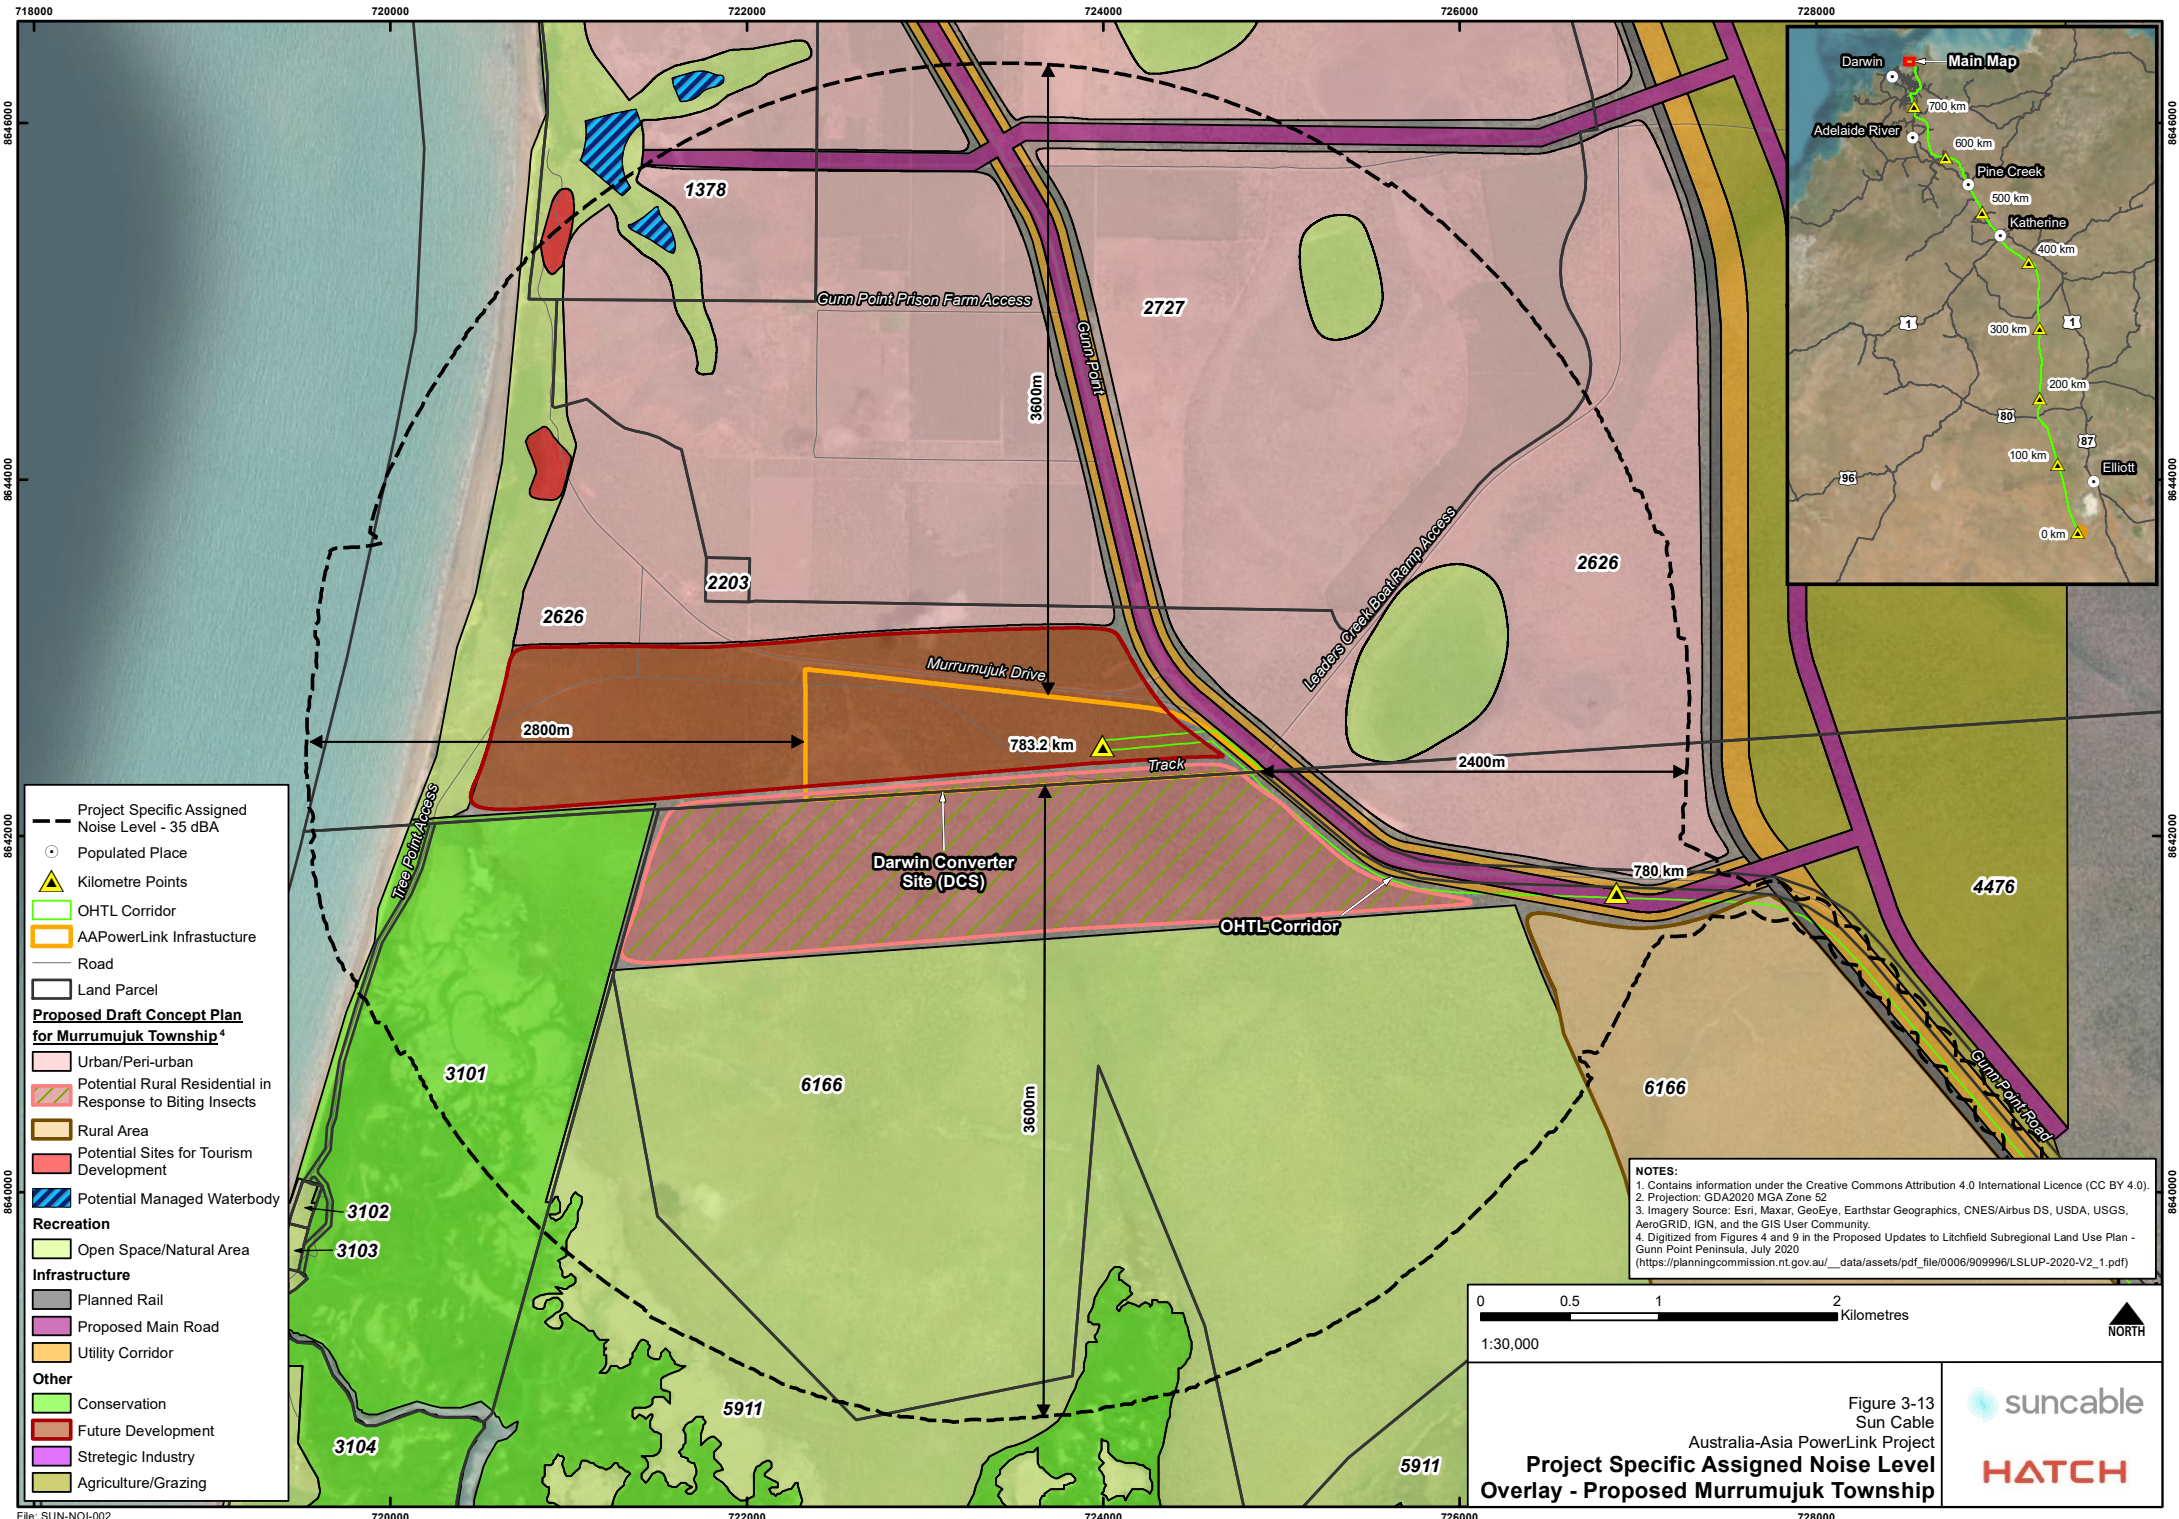 718000
720000
722000
724000
726000
728000
8646000
8644000
8642000
8640000
8646000
8644000
8642000
8640000
720000
722000
724000
726000
728000
Darwin
Main Map
700 km
Adelaide River
600 km
Pine Creek
500 km
Katherine
400 km
1
300 km
1
200 km
80
87
100 km
Elliott
96
0 km
1378
Gunn Point Prison Farm Access
2727
Gunn Point
3600m
Leaders Creek Boat Ramp Access
2626
2203
2626
Murrumujuk Drive
2800m
783.2 km
Track
2400m
Tree Point Access
Darwin Converter
Site (DCS)
780 km
4476
OHTL Corridor
3101
6166
6166
3600m
Gunn Point Road
3102
3103
5911
3104
5911
Project Specific Assigned
Noise Level - 35 dBA
Populated Place
Kilometre Points
OHTL Corridor
AAPowerLink Infrastucture
Road
Land Parcel
Proposed Draft Concept Plan
for Murrumujuk Township 4
Urban/Peri-urban
Potential Rural Residential in
Response to Biting Insects
Rural Area
Potential Sites for Tourism
Development
Potential Managed Waterbody
Recreation
Open Space/Natural Area
Infrastructure
Planned Rail
Proposed Main Road
Utility Corridor
Other
Conservation
Future Development
Stretegic Industry
Agriculture/Grazing
NOTES:
1. Contains information under the Creative Commons Attribution 4.0 International Licence (CC BY 4.0).
2. Projection: GDA2020 MGA Zone 52
3. Imagery Source: Esri, Maxar, GeoEye, Earthstar Geographics, CNES/Airbus DS, USDA, USGS,
AeroGRID, IGN, and the GIS User Community.
4. Digitized from Figures 4 and 9 in the Proposed Updates to Litchfield Subregional Land Use Plan -
Gunn Point Peninsula, July 2020
(https://planningcommission.nt.gov.au/__data/assets/pdf_file/0006/909996/LSLUP-2020-V2_1.pdf)
0 0.5 1 2
Kilometres
1:30,000
NORTH
Figure 3-13
Sun Cable
Australia-Asia PowerLink Project
Project Specific Assigned Noise Level
Overlay - Proposed Murrumujuk Township
suncable
HATCH
File: SUN-NOI-002